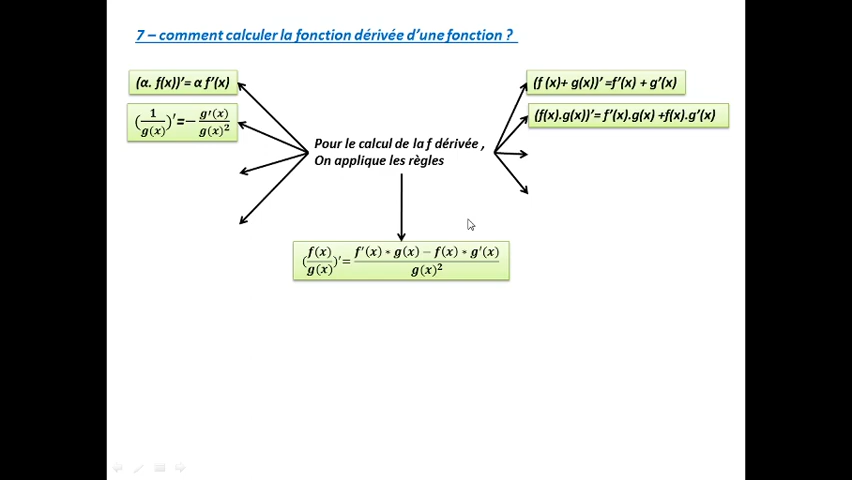 7 – comment calculer la fonction dérivée d'une fonction ?
(α. f(x))'= α f'(x)
(1/g(x))'=− g'(x)/g(x)²
(f (x)+ g(x))' =f'(x) + g'(x)
(f(x).g(x))'= f'(x).g(x) +f(x).g'(x)
Pour le calcul de la f dérivée ,
On applique les règles
(f(x)/g(x))'= f'(x) * g(x) − f(x) * g'(x)/g(x)²